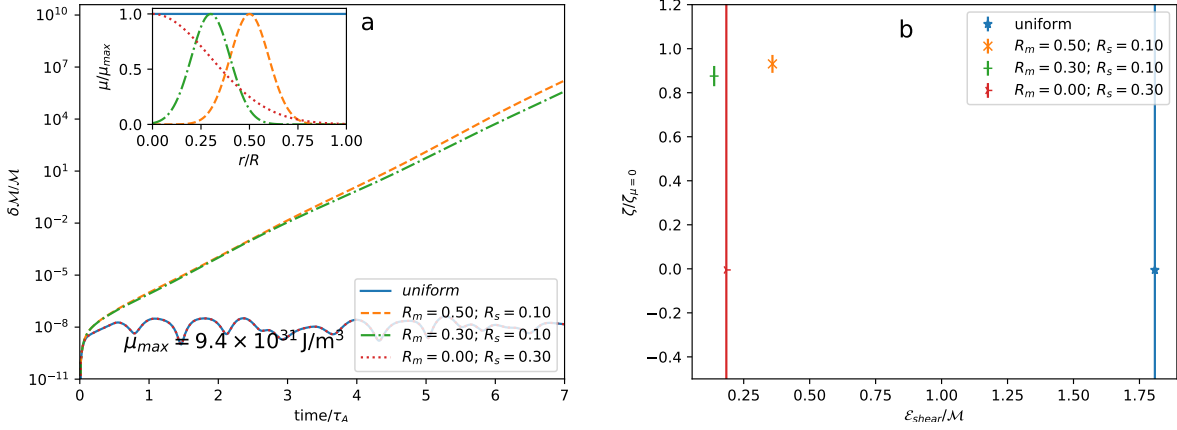 a
10^10
10^7
10^4
10^1
10^−2
10^−5
10^−8
10^−11
δℳ/ℳ
0 1 2 3 4 5 6 7
time/τ_A
1.0
0.5
0.0
μ/μ_max
0.00 0.25 0.50 0.75 1.00
r/R
μ_max = 9.4 × 10^31 J/m^3
uniform
R_m = 0.50; R_s = 0.10
R_m = 0.30; R_s = 0.10
R_m = 0.00; R_s = 0.30
b
1.2
1.0
0.8
0.6
0.4
0.2
0.0
−0.2
−0.4
ζ/ζ_μ=0
0.25 0.50 0.75 1.00 1.25 1.50 1.75
ℰ_shear/ℳ
uniform
R_m = 0.50; R_s = 0.10
R_m = 0.30; R_s = 0.10
R_m = 0.00; R_s = 0.30